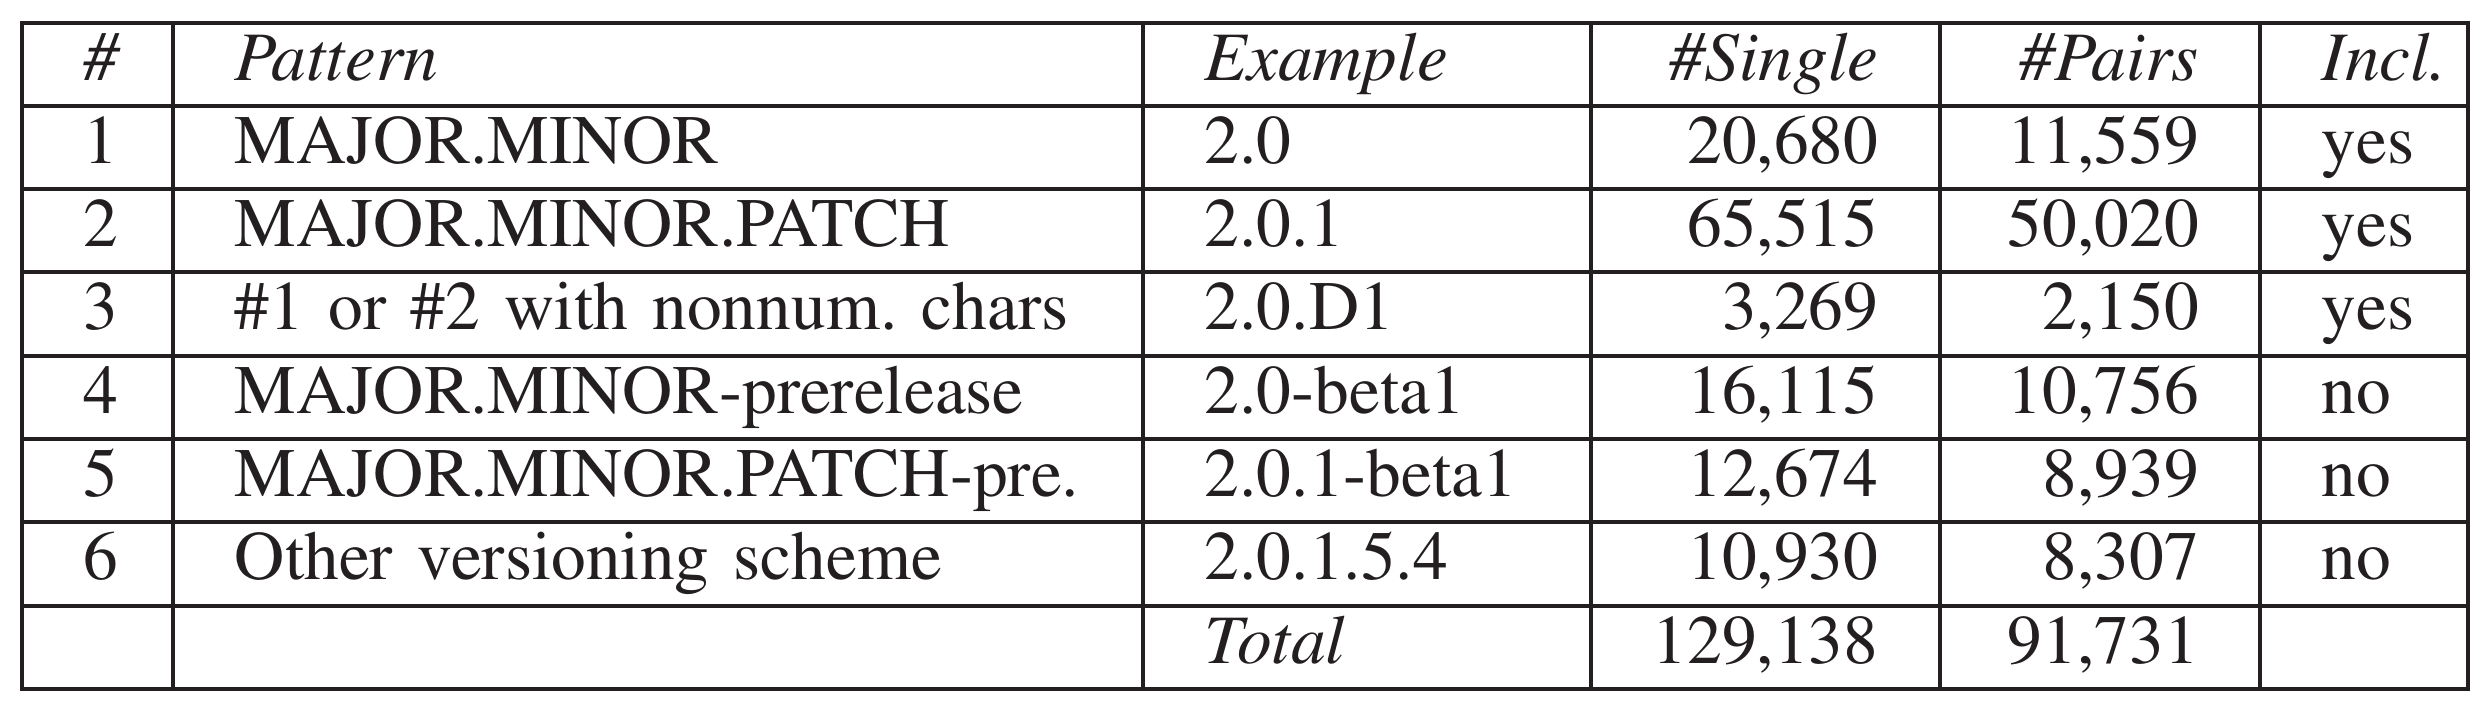 # Pattern Example #Single #Pairs Incl.
1 MAJOR.MINOR 2.0 20,680 11,559 yes
2 MAJOR.MINOR.PATCH 2.0.1 65,515 50,020 yes
3 #1 or #2 with nonnum. chars 2.0.D1 3,269 2,150 yes
4 MAJOR.MINOR-prerelease 2.0-beta1 16,115 10,756 no
5 MAJOR.MINOR.PATCH-pre. 2.0.1-beta1 12,674 8,939 no
6 Other versioning scheme 2.0.1.5.4 10,930 8,307 no
Total 129,138 91,731